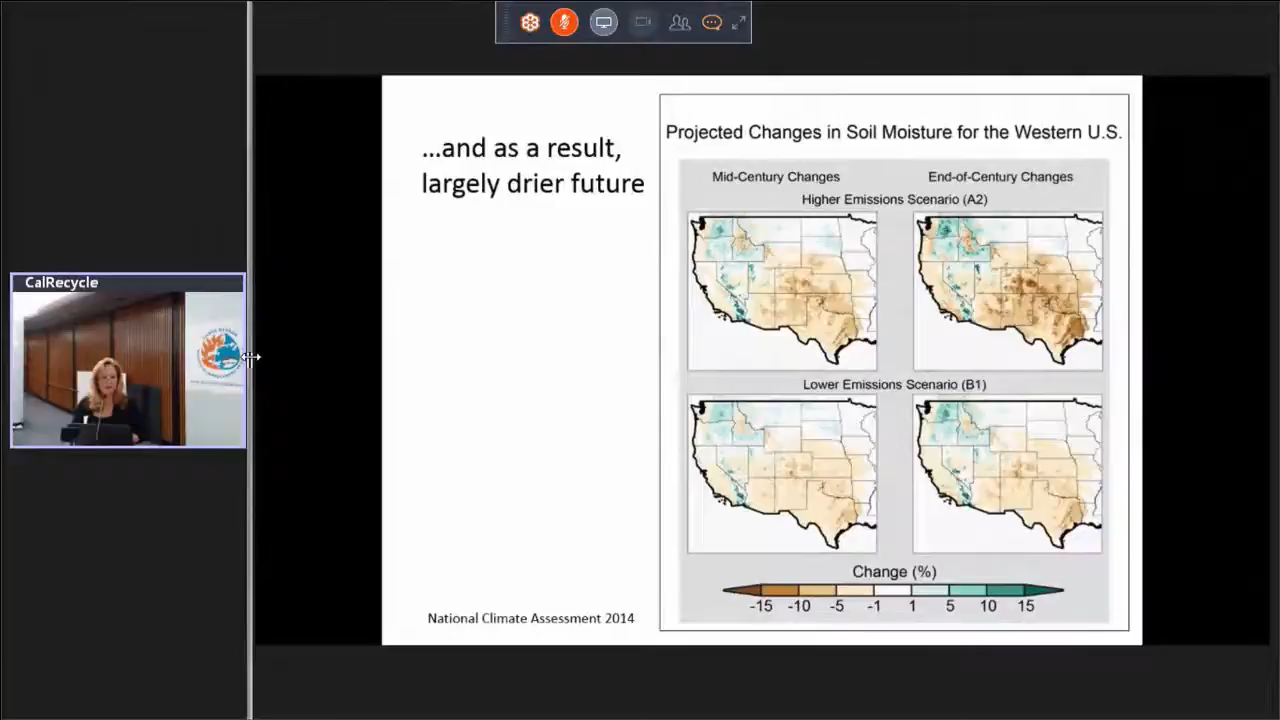 CalRecycle
...and as a result,
largely drier future
National Climate Assessment 2014
Projected Changes in Soil Moisture for the Western U.S.
Mid-Century Changes
End-of-Century Changes
Higher Emissions Scenario (A2)
Lower Emissions Scenario (B1)
Change (%)
-15 -10 -5 -1 1 5 10 15